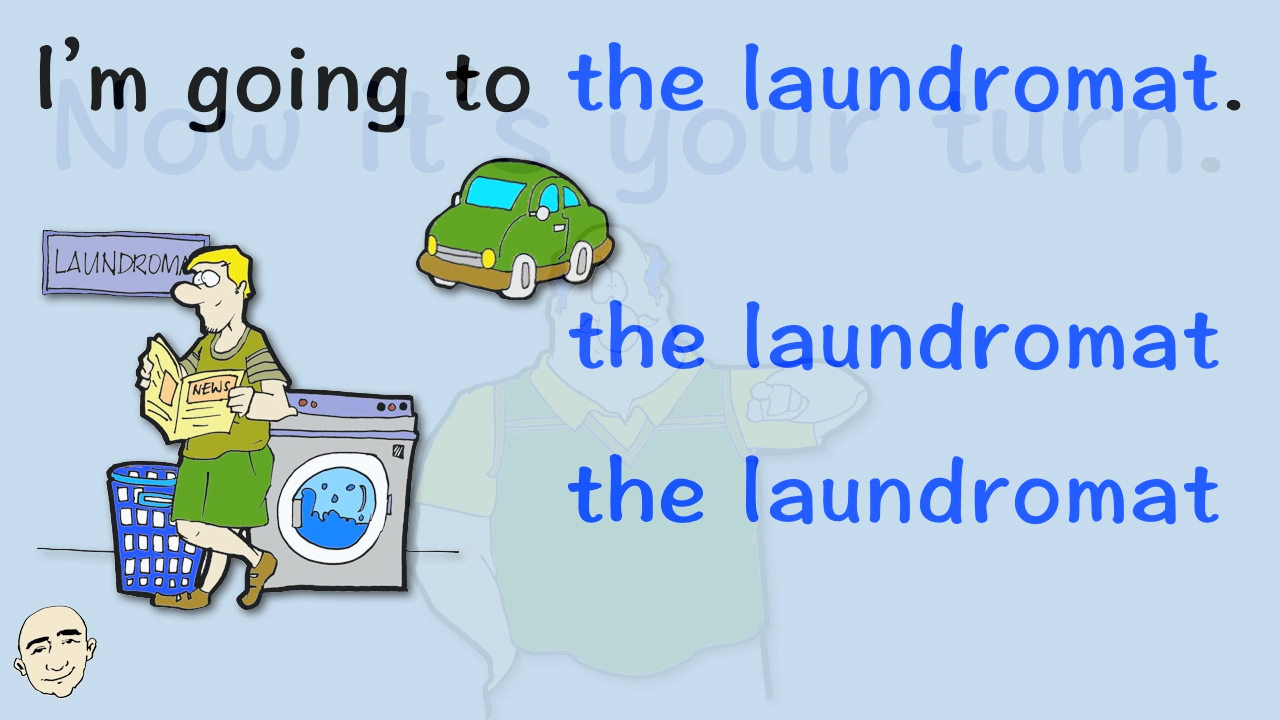 I'm going to the laundromat.
Now it's your turn.
LAUNDROMA
the laundromat
NEWS
the laundromat